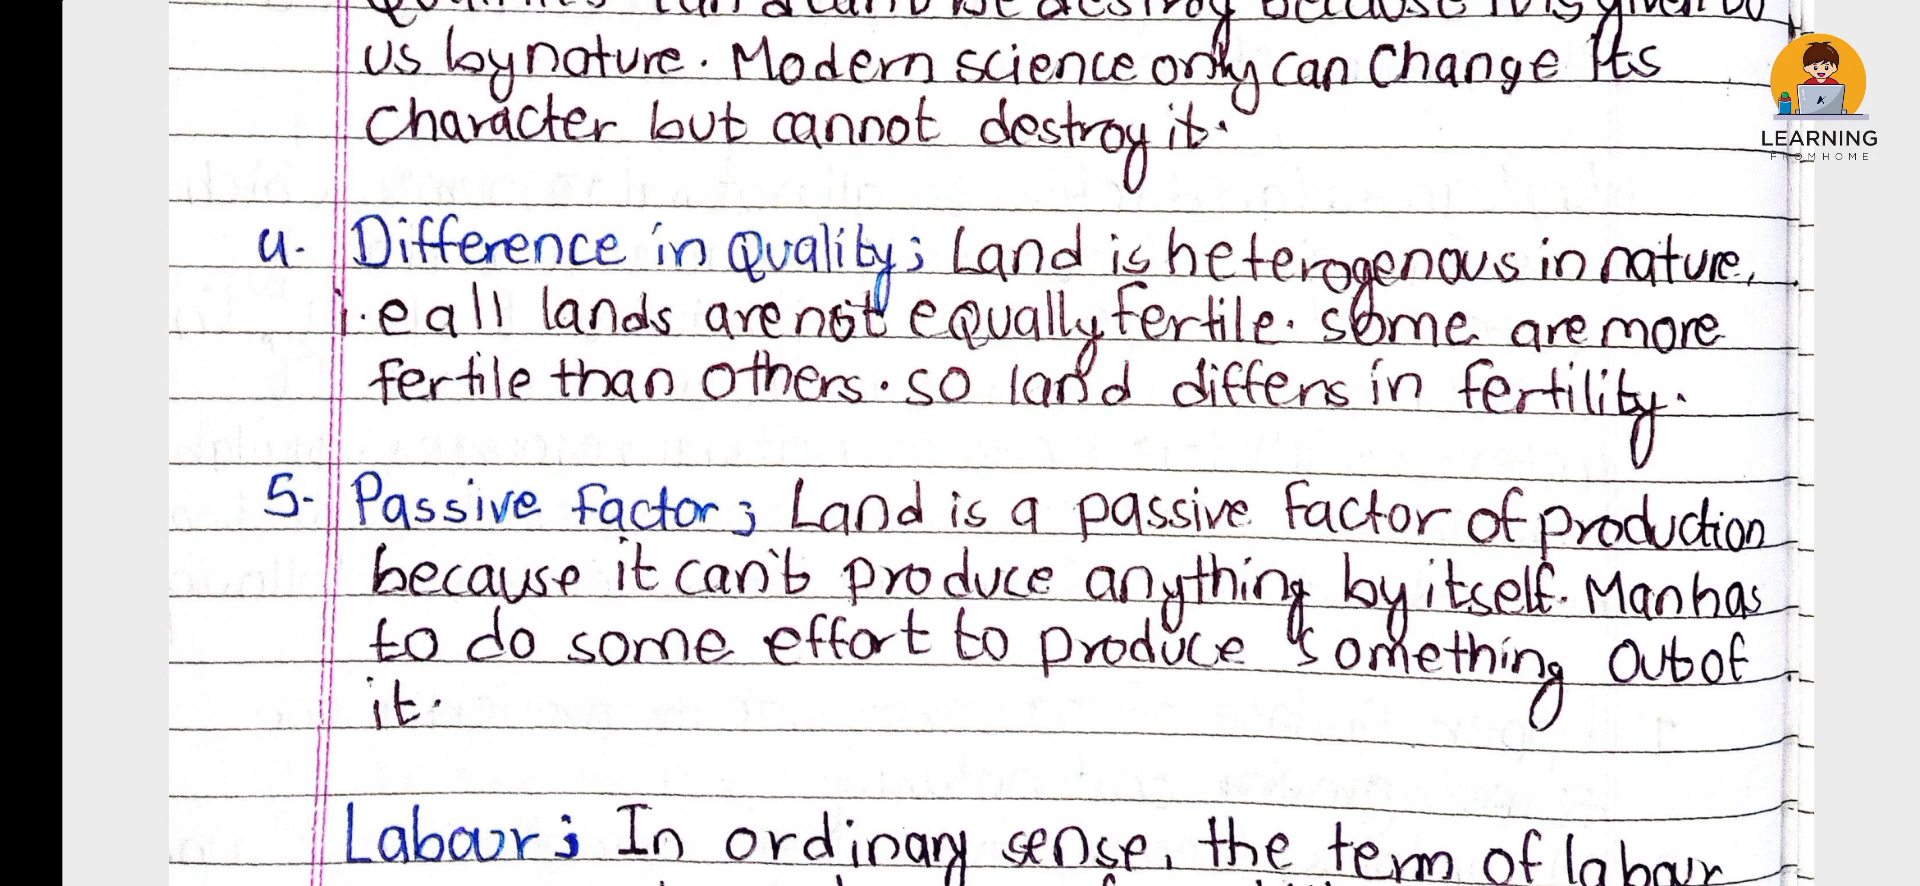 us by nature. Modern science only can change its
character but cannot destroy it.
4. Difference in Quality; Land is heterogenous in nature,
i.e all lands are not equally fertile. some are more
fertile than others. so land differs in fertility.
5. Passive factor; Land is a passive factor of production
because it can't produce anything by itself. Man has
to do some effort to produce something out of
it.
Labour; In ordinary sense, the term of labour
LEARNING
FROMHOME